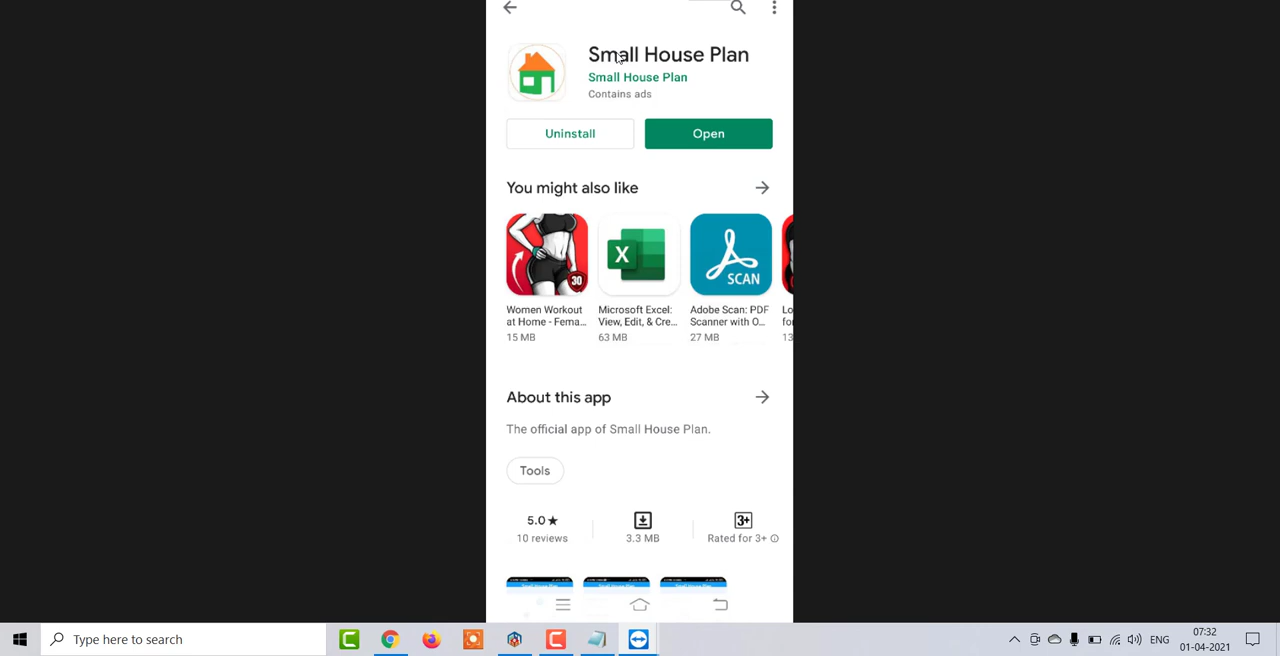 Small House Plan
Small House Plan
Contains ads
Uninstall
Open
You might also like
30
X
SCAN
Women Workout
at Home - Fema...
15 MB
Microsoft Excel:
View, Edit, & Cre...
63 MB
Adobe Scan: PDF
Scanner with O...
27 MB
Lo
for
13
About this app
The official app of Small House Plan.
Tools
5.0★
10 reviews
3.3 MB
3+
Rated for 3+
Type here to search
ENG
07:32
01-04-2021